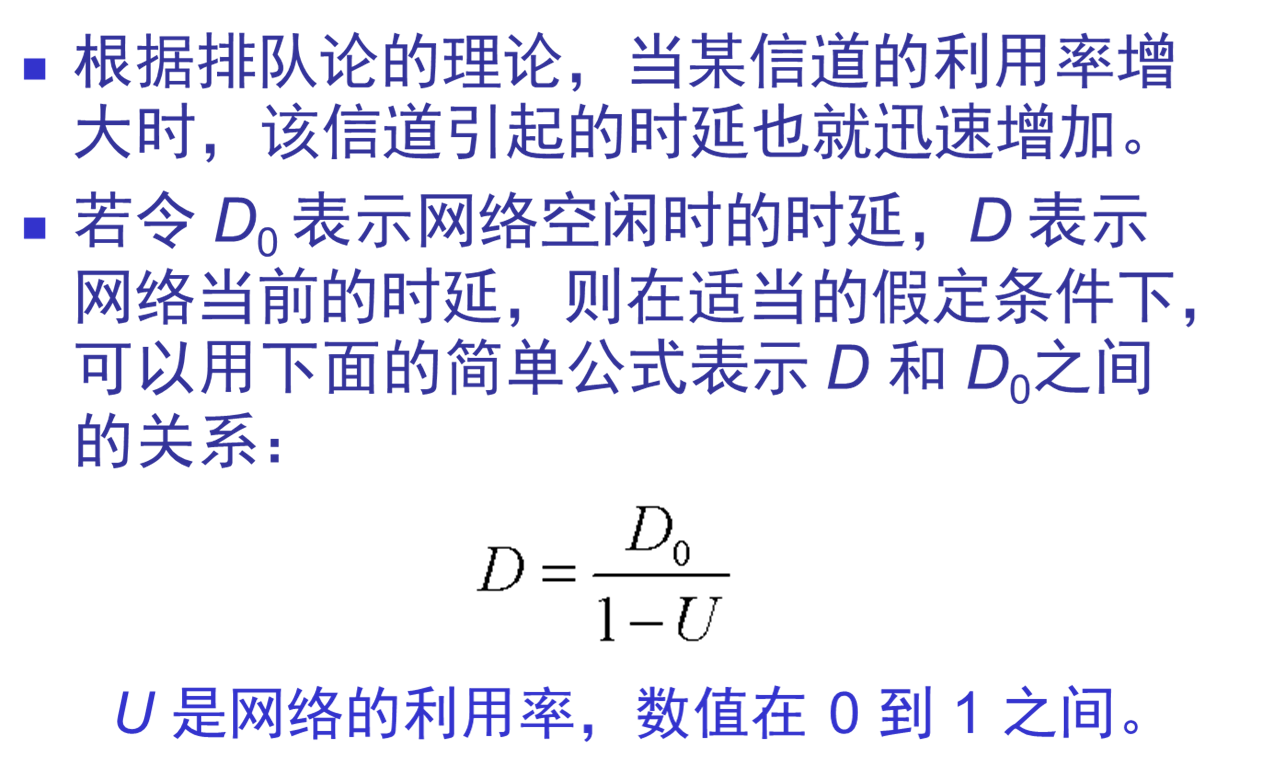 ■ 根据排队论的理论，当某信道的利用率增
大时，该信道引起的时延也就迅速增加。
■ 若令 D₀ 表示网络空闲时的时延，D 表示
网络当前的时延，则在适当的假定条件下，
可以用下面的简单公式表示 D 和 D₀之间
的关系：
D = D₀ / (1 − U)
U 是网络的利用率，数值在 0 到 1 之间。